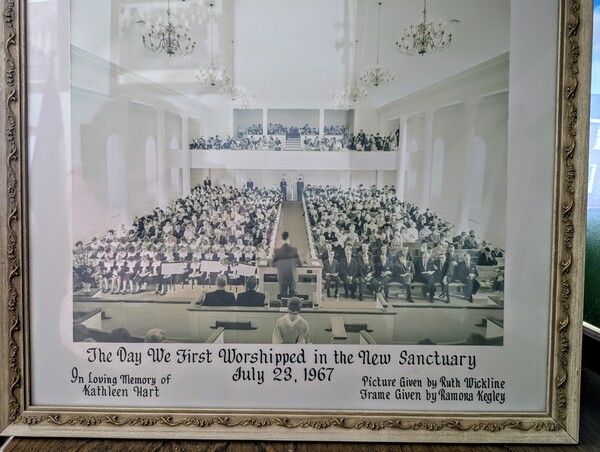 The Day We First Worshipped in the New Sanctuary
July 23, 1967
In Loving Memory of
Kathleen Hart
Picture Given by Ruth Wickline
Frame Given by Ramora Kegley